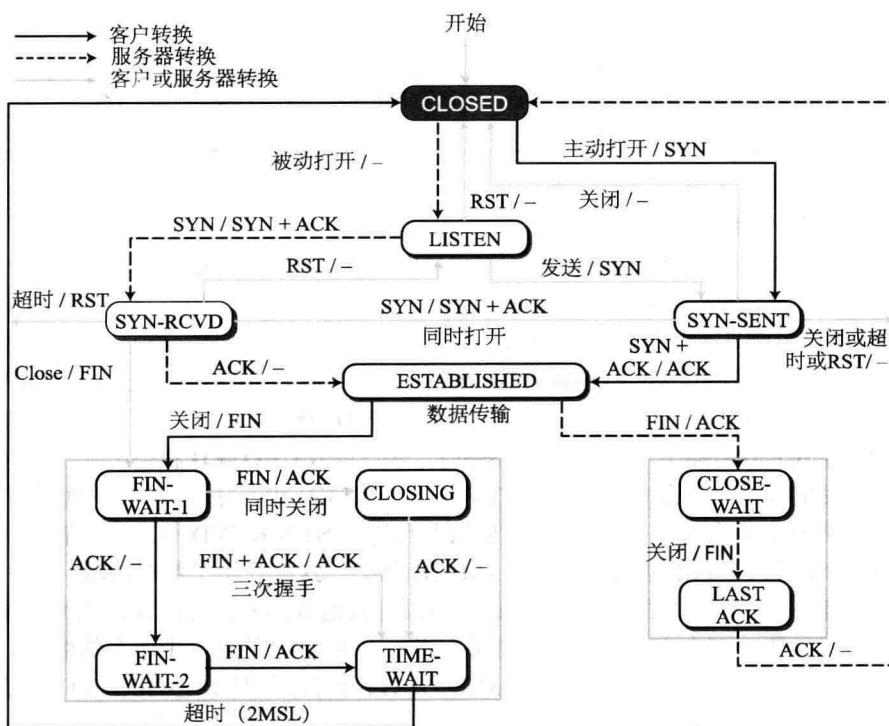 开始
客户转换
服务器转换
客户或服务器转换
CLOSED
主动打开 / SYN
被动打开 / –
RST / –
关闭 / –
SYN / SYN + ACK
LISTEN
RST / –
发送 / SYN
超时 / RST
SYN-RCVD
SYN / SYN + ACK
同时打开
SYN-SENT
关闭或超
时或RST/ –
Close / FIN
ACK / –
SYN +
ACK / ACK
ESTABLISHED
数据传输
关闭 / FIN
FIN / ACK
FIN-
WAIT-1
FIN / ACK
同时关闭
CLOSING
CLOSE-
WAIT
ACK / –
FIN + ACK / ACK
三次握手
ACK / –
关闭 / FIN
LAST
ACK
FIN-
WAIT-2
FIN / ACK
TIME-
WAIT
ACK / –
超时（2MSL）